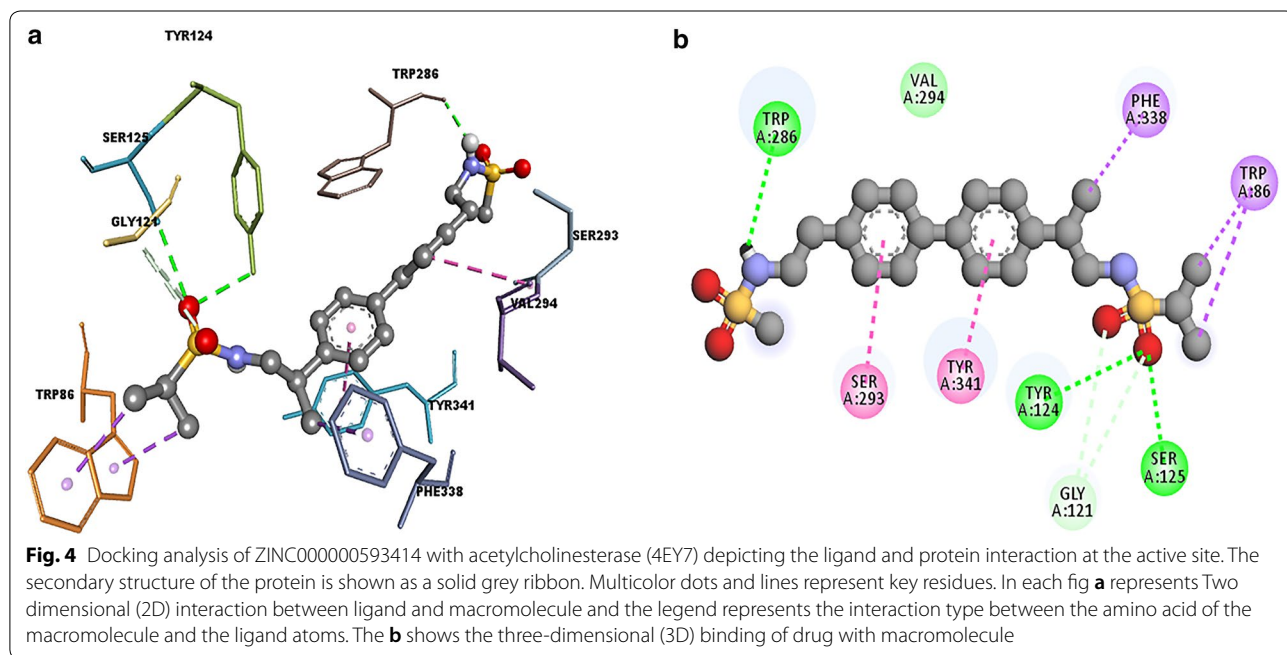 a
TYR124
TRP286
SER125
GLY121
SER293
VAL294
TRP86
TYR341
PHE338
b
VAL
A:294
TRP
A:286
PHE
A:338
TRP
A:86
SER
A:293
TYR
A:341
TYR
A:124
SER
A:125
GLY
A:121
Fig. 4 Docking analysis of ZINC000000593414 with acetylcholinesterase (4EY7) depicting the ligand and protein interaction at the active site. The
secondary structure of the protein is shown as a solid grey ribbon. Multicolor dots and lines represent key residues. In each fig a represents Two
dimensional (2D) interaction between ligand and macromolecule and the legend represents the interaction type between the amino acid of the
macromolecule and the ligand atoms. The b shows the three-dimensional (3D) binding of drug with macromolecule